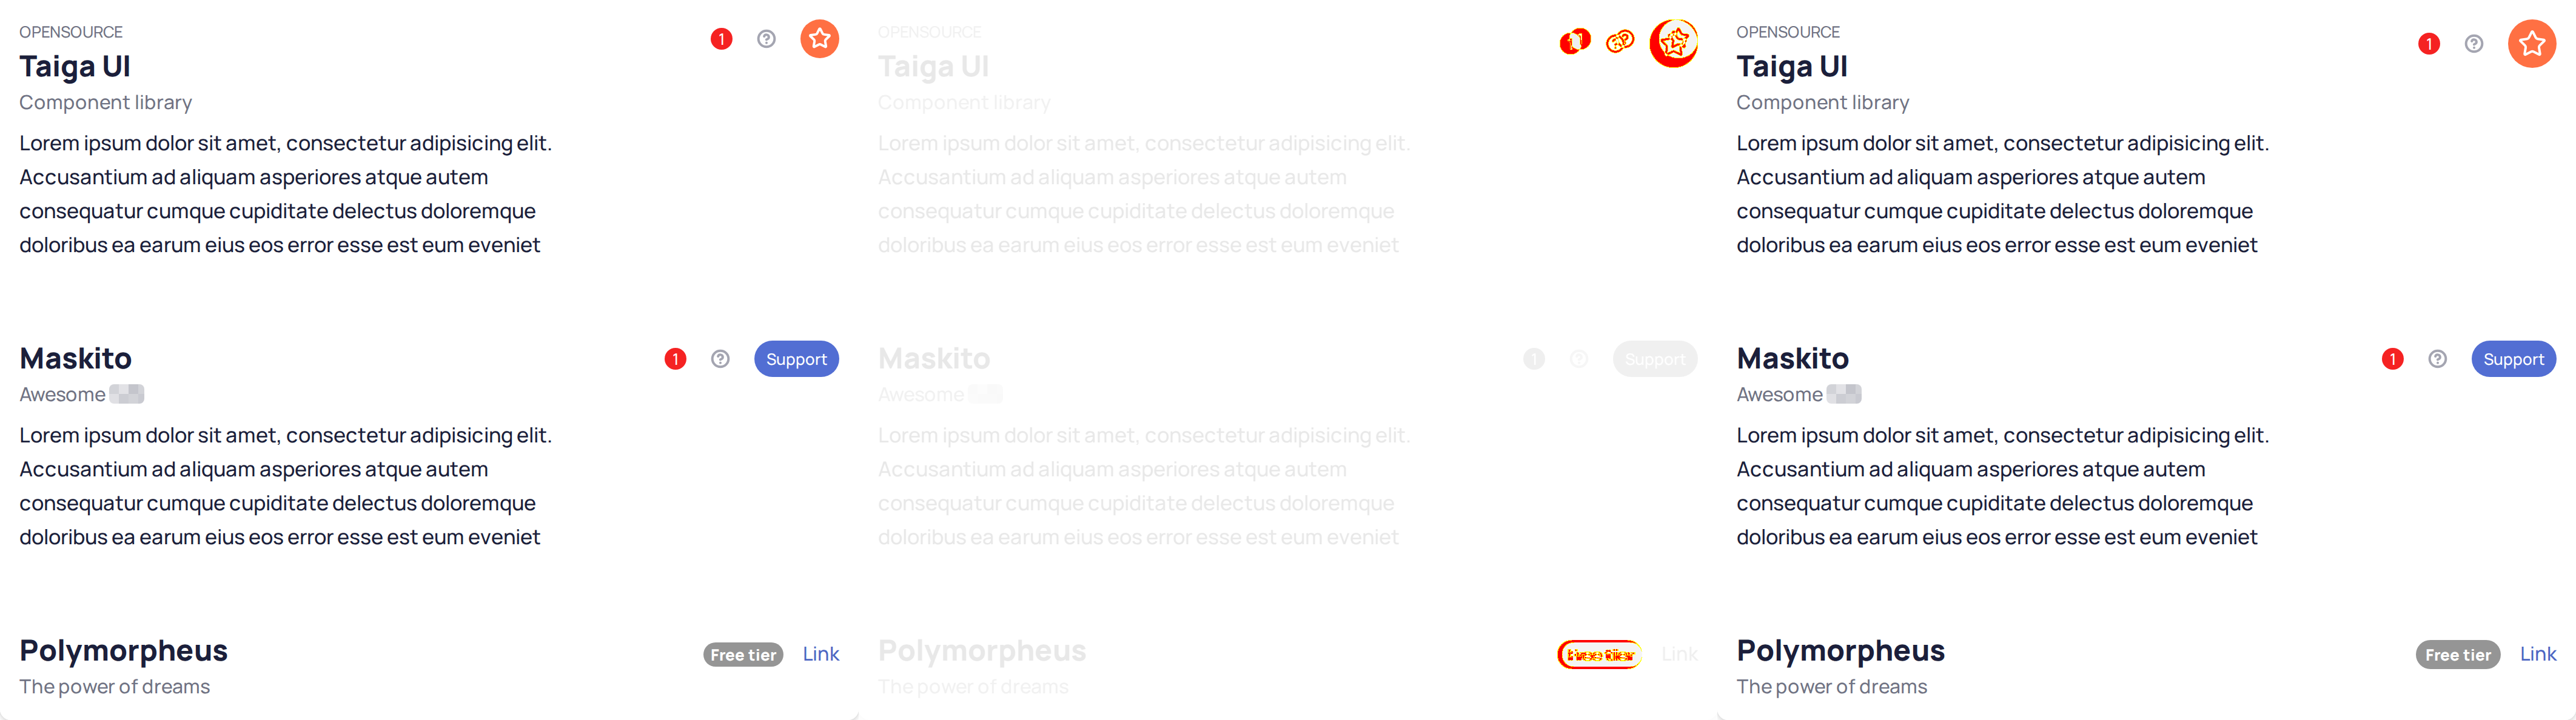 OPENSOURCE
Taiga UI
Component library
1
Lorem ipsum dolor sit amet, consectetur adipisicing elit.
Accusantium ad aliquam asperiores atque autem
consequatur cumque cupiditate delectus doloremque
doloribus ea earum eius eos error esse est eum eveniet
Maskito
Awesome
1
Support
Lorem ipsum dolor sit amet, consectetur adipisicing elit.
Accusantium ad aliquam asperiores atque autem
consequatur cumque cupiditate delectus doloremque
doloribus ea earum eius eos error esse est eum eveniet
Polymorpheus
The power of dreams
Free tier
Link
OPENSOURCE
Taiga UI
Component library
Lorem ipsum dolor sit amet, consectetur adipisicing elit.
Accusantium ad aliquam asperiores atque autem
consequatur cumque cupiditate delectus doloremque
doloribus ea earum eius eos error esse est eum eveniet
Maskito
Awesome
1
Support
Lorem ipsum dolor sit amet, consectetur adipisicing elit.
Accusantium ad aliquam asperiores atque autem
consequatur cumque cupiditate delectus doloremque
doloribus ea earum eius eos error esse est eum eveniet
Polymorpheus
The power of dreams
Free tier
Link
OPENSOURCE
Taiga UI
Component library
1
Lorem ipsum dolor sit amet, consectetur adipisicing elit.
Accusantium ad aliquam asperiores atque autem
consequatur cumque cupiditate delectus doloremque
doloribus ea earum eius eos error esse est eum eveniet
Maskito
Awesome
1
Support
Lorem ipsum dolor sit amet, consectetur adipisicing elit.
Accusantium ad aliquam asperiores atque autem
consequatur cumque cupiditate delectus doloremque
doloribus ea earum eius eos error esse est eum eveniet
Polymorpheus
The power of dreams
Free tier
Link